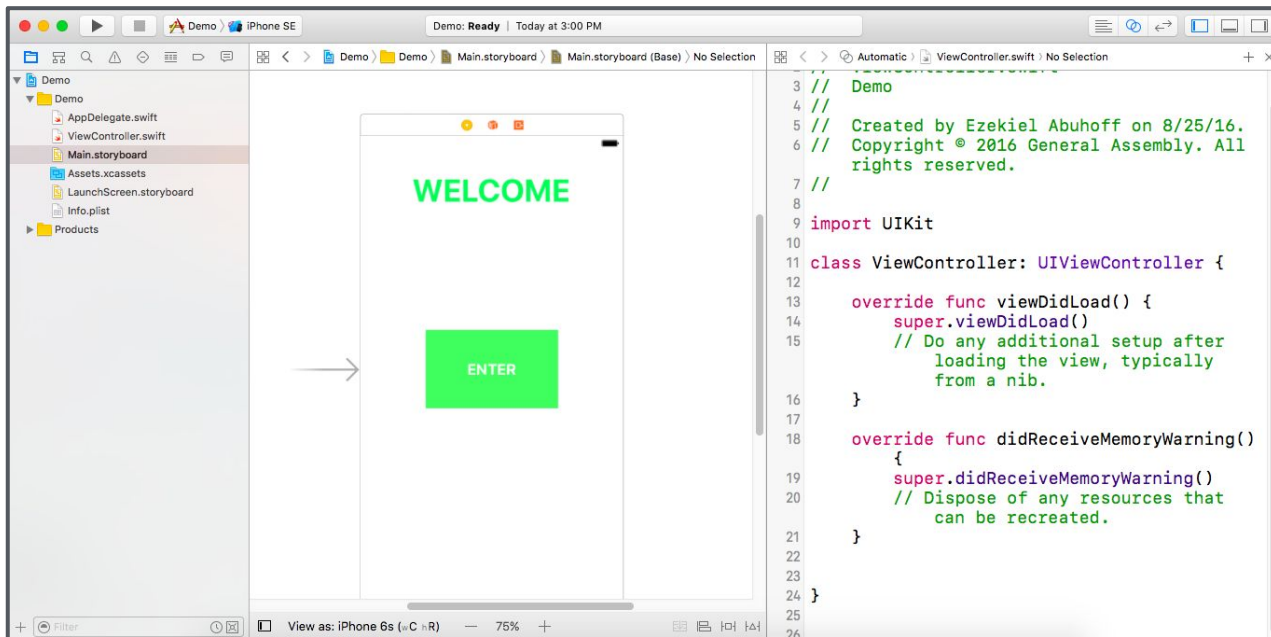 Demo 〉 iPhone SE
Demo: Ready | Today at 3:00 PM
Demo 〉 Demo 〉 Main.storyboard 〉 Main.storyboard (Base) 〉 No Selection
Automatic 〉 ViewController.swift 〉 No Selection
Demo
Demo
AppDelegate.swift
ViewController.swift
Main.storyboard
Assets.xcassets
LaunchScreen.storyboard
Info.plist
Products
Filter
WELCOME
ENTER
View as: iPhone 6s (wC hR) — 75% +
2 // ViewController.swift
3 // Demo
4 //
5 // Created by Ezekiel Abuhoff on 8/25/16.
6 // Copyright © 2016 General Assembly. All
rights reserved.
7 //
8
9 import UIKit
10
11 class ViewController: UIViewController {
12
13 override func viewDidLoad() {
14 super.viewDidLoad()
15 // Do any additional setup after
loading the view, typically
from a nib.
16 }
17
18 override func didReceiveMemoryWarning()
{
19 super.didReceiveMemoryWarning()
20 // Dispose of any resources that
can be recreated.
21 }
22
23
24 }
25
26